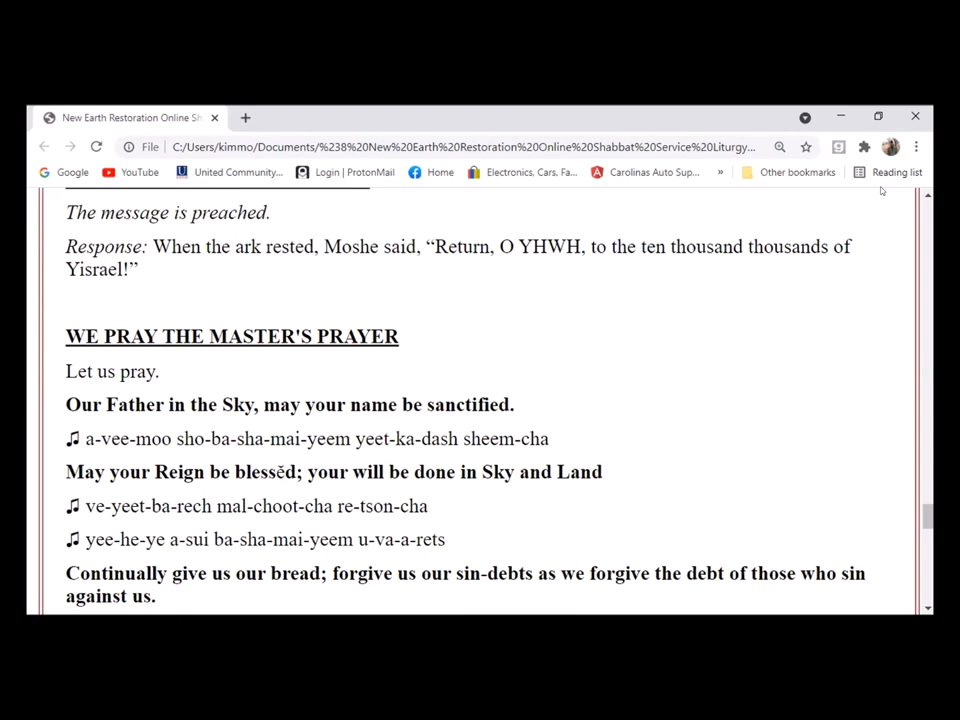 New Earth Restoration Online Sh
File C:/Users/kimmo/Documents/%238%20New%20Earth%20Restoration%20Online%20Shabbat%20Service%20Liturgy...
Google YouTube United Community... Login | ProtonMail Home Electronics, Cars, Fa... Carolinas Auto Sup... » Other bookmarks Reading list
The message is preached.
Response: When the ark rested, Moshe said, “Return, O YHWH, to the ten thousand thousands of
Yisrael!”
WE PRAY THE MASTER'S PRAYER
Let us pray.
Our Father in the Sky, may your name be sanctified.
♫ a-vee-moo sho-ba-sha-mai-yeem yeet-ka-dash sheem-cha
May your Reign be blessĕd; your will be done in Sky and Land
♫ ve-yeet-ba-rech mal-choot-cha re-tson-cha
♫ yee-he-ye a-sui ba-sha-mai-yeem u-va-a-rets
Continually give us our bread; forgive us our sin-debts as we forgive the debt of those who sin
against us.